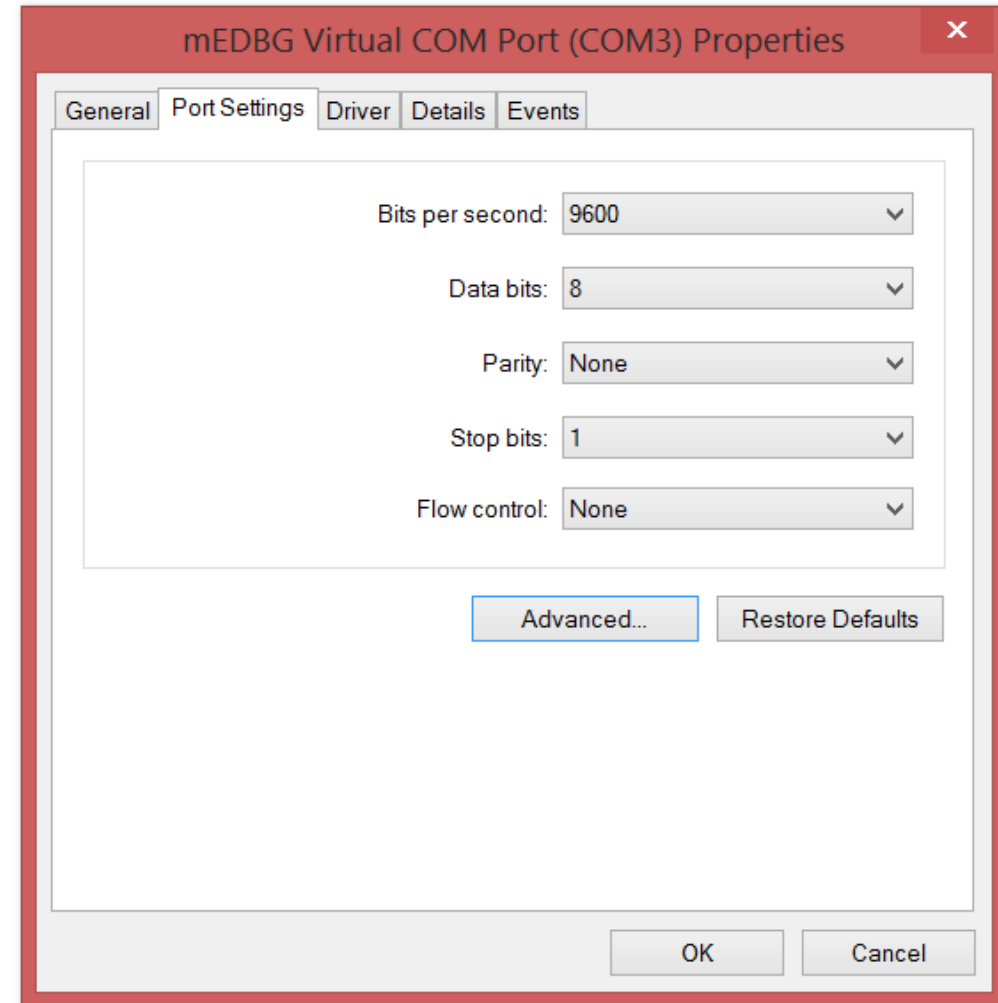 mEDBG Virtual COM Port (COM3) Properties
General Port Settings Driver Details Events
Bits per second: 9600
Data bits: 8
Parity: None
Stop bits: 1
Flow control: None
Advanced... Restore Defaults
OK Cancel